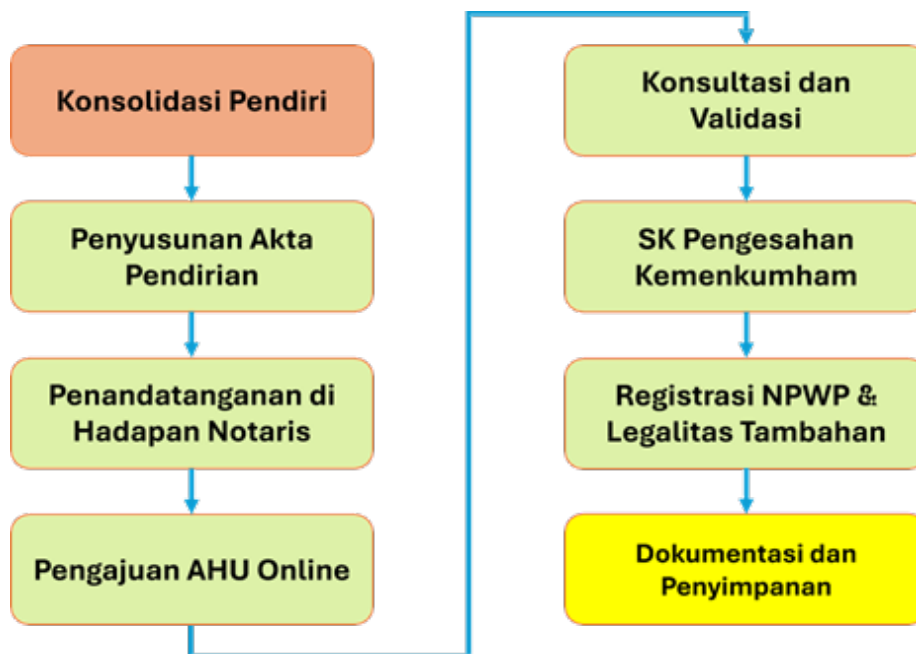 Konsolidasi Pendiri
Penyusunan Akta
Pendirian
Penandatanganan di
Hadapan Notaris
Pengajuan AHU Online
Konsultasi dan
Validasi
SK Pengesahan
Kemenkumham
Registrasi NPWP &
Legalitas Tambahan
Dokumentasi dan
Penyimpanan